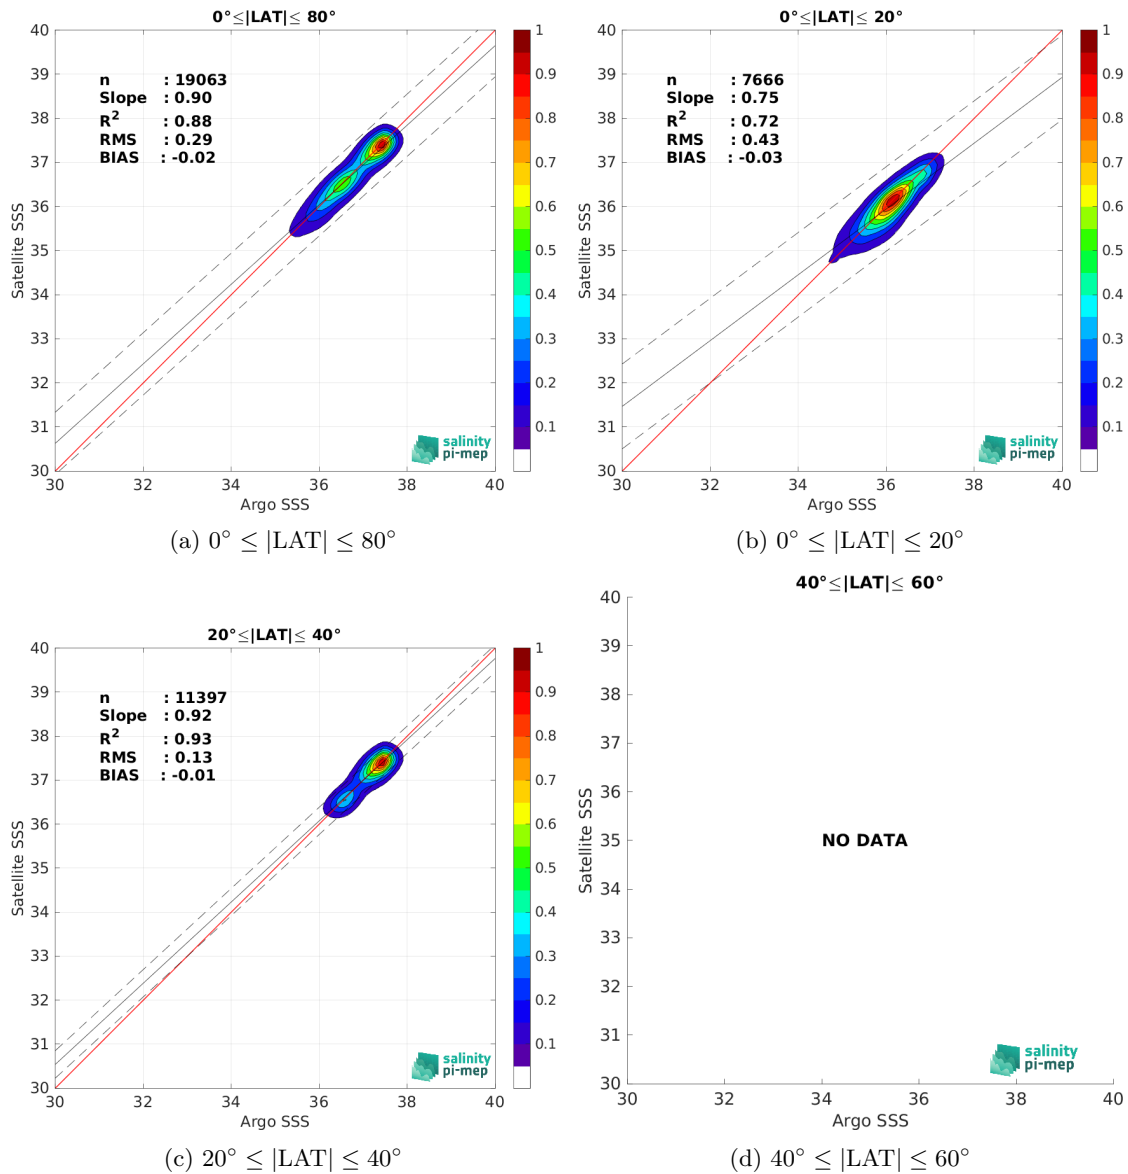 0°≤|LAT|≤ 80°
40
39
38
37
36
35
34
33
32
31
30
Satellite SSS
n : 19063
Slope : 0.90
R² : 0.88
RMS : 0.29
BIAS : -0.02
salinity
pi-mep
30 32 34 36 38 40
Argo SSS
1
0.9
0.8
0.7
0.6
0.5
0.4
0.3
0.2
0.1
(a) 0° ≤ |LAT| ≤ 80°
0°≤|LAT|≤ 20°
40
39
38
37
36
35
34
33
32
31
30
Satellite SSS
n : 7666
Slope : 0.75
R² : 0.72
RMS : 0.43
BIAS : -0.03
salinity
pi-mep
30 32 34 36 38 40
Argo SSS
1
0.9
0.8
0.7
0.6
0.5
0.4
0.3
0.2
0.1
(b) 0° ≤ |LAT| ≤ 20°
20°≤|LAT|≤ 40°
40
39
38
37
36
35
34
33
32
31
30
Satellite SSS
n : 11397
Slope : 0.92
R² : 0.93
RMS : 0.13
BIAS : -0.01
salinity
pi-mep
30 32 34 36 38 40
Argo SSS
1
0.9
0.8
0.7
0.6
0.5
0.4
0.3
0.2
0.1
(c) 20° ≤ |LAT| ≤ 40°
40°≤|LAT|≤ 60°
40
39
38
37
36
35
34
33
32
31
30
Satellite SSS
NO DATA
salinity
pi-mep
30 32 34 36 38 40
Argo SSS
(d) 40° ≤ |LAT| ≤ 60°